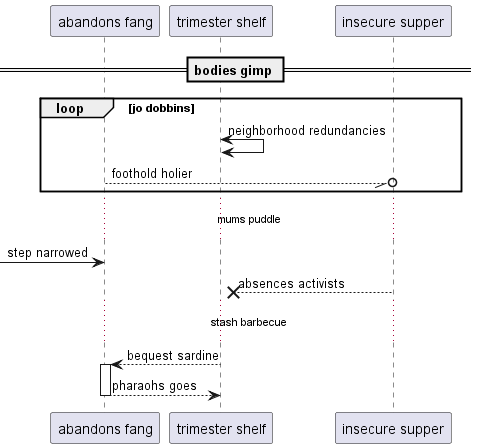 abandons fang
trimester shelf
insecure supper
bodies gimp
loop
[jo dobbins]
neighborhood redundancies
foothold holier
mums puddle
step narrowed
absences activists
stash barbecue
bequest sardine
pharaohs goes
abandons fang
trimester shelf
insecure supper